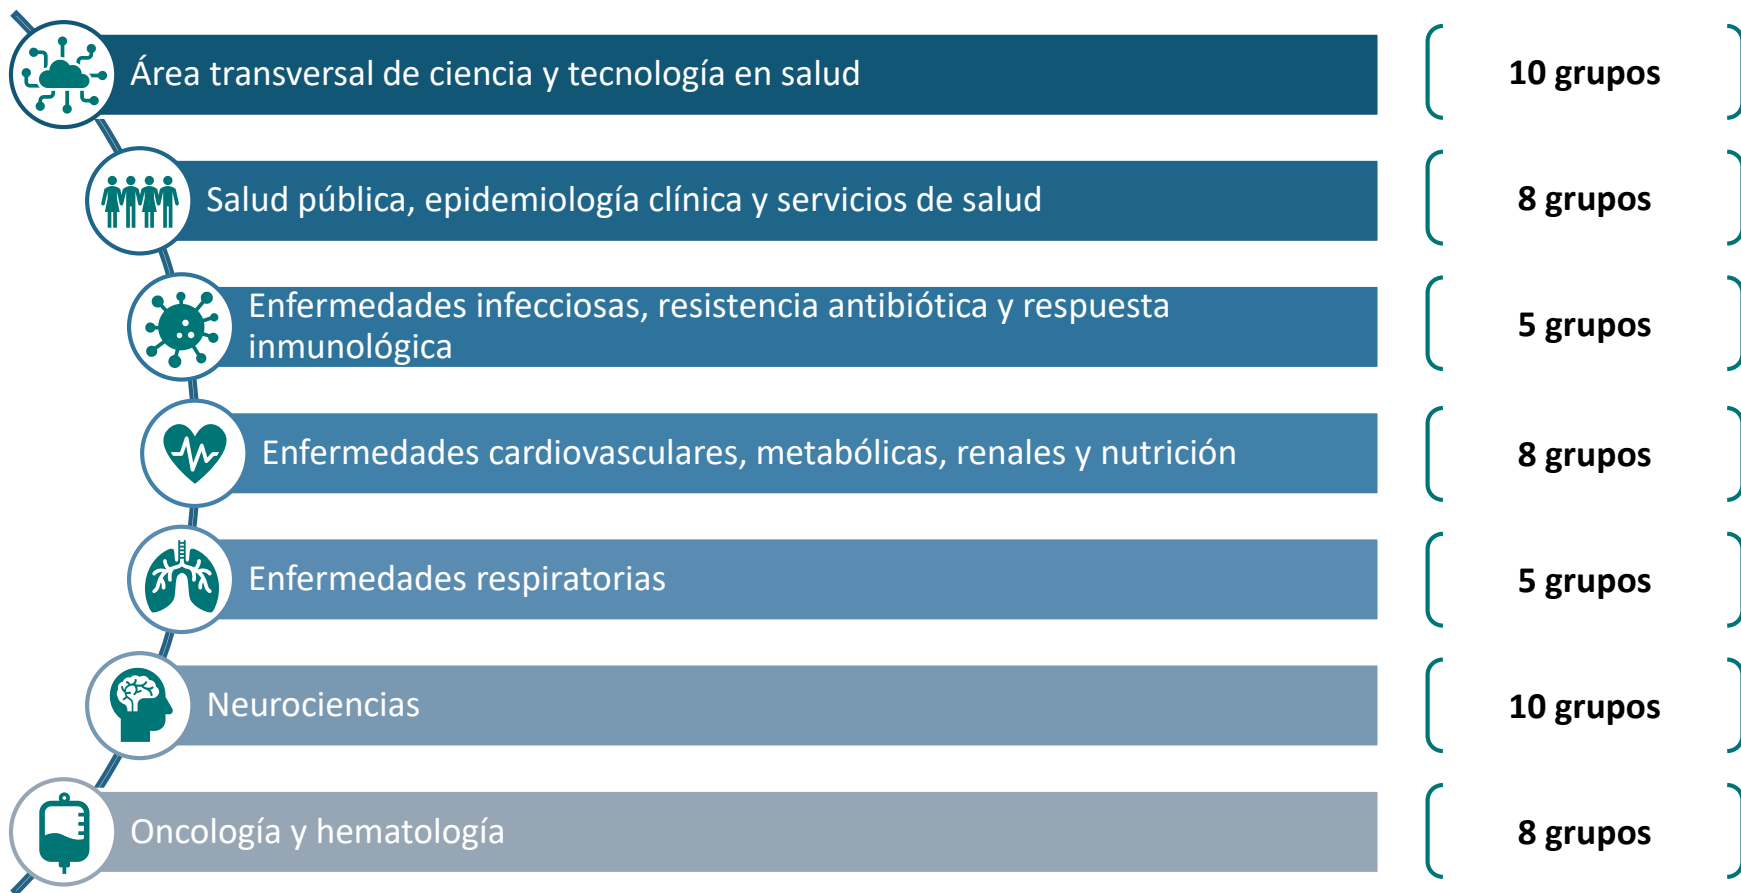 Área transversal de ciencia y tecnología en salud
10 grupos
Salud pública, epidemiología clínica y servicios de salud
8 grupos
Enfermedades infecciosas, resistencia antibiótica y respuesta
inmunológica
5 grupos
Enfermedades cardiovasculares, metabólicas, renales y nutrición
8 grupos
Enfermedades respiratorias
5 grupos
Neurociencias
10 grupos
Oncología y hematología
8 grupos